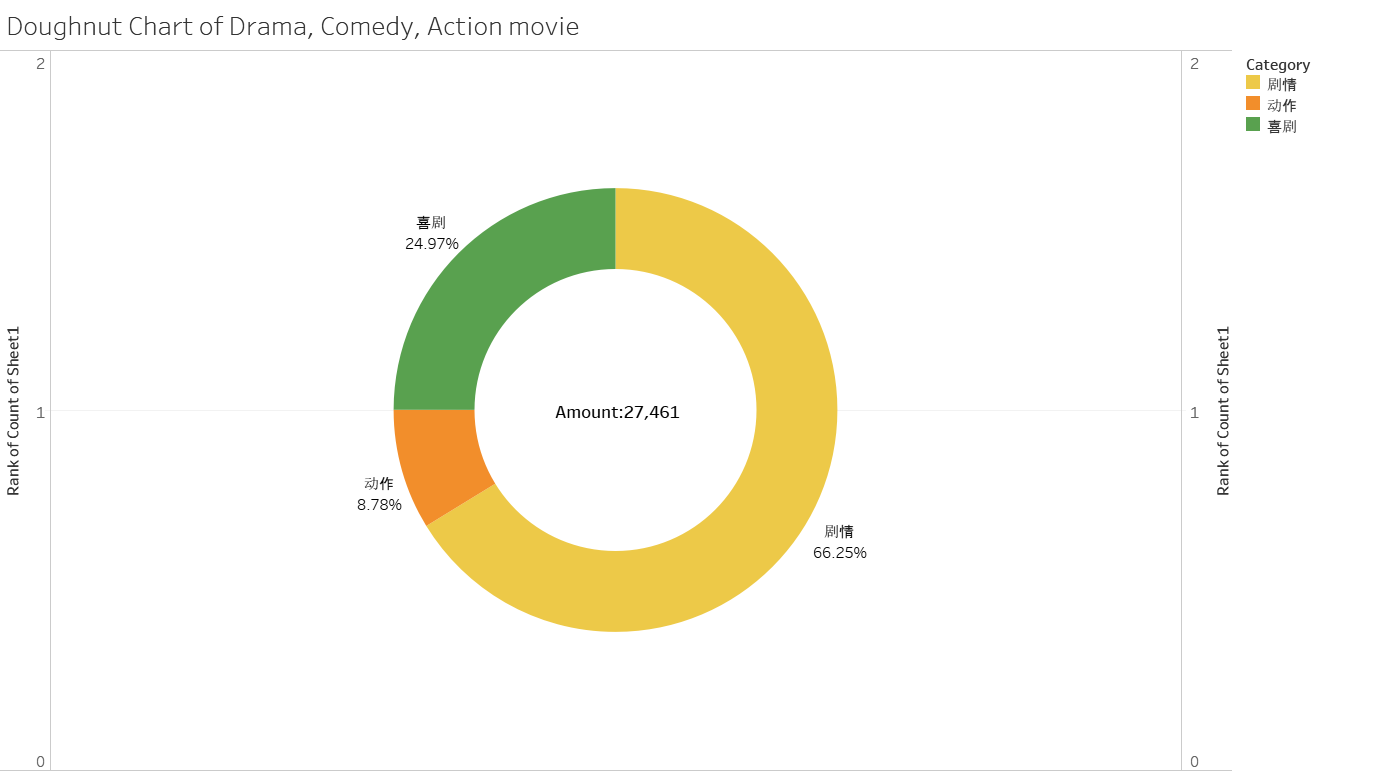 Doughnut Chart of Drama, Comedy, Action movie
2
1
0
Rank of Count of Sheet1
喜剧
24.97%
动作
8.78%
Amount:27,461
剧情
66.25%
2
1
0
Rank of Count of Sheet1
Category
剧情
动作
喜剧